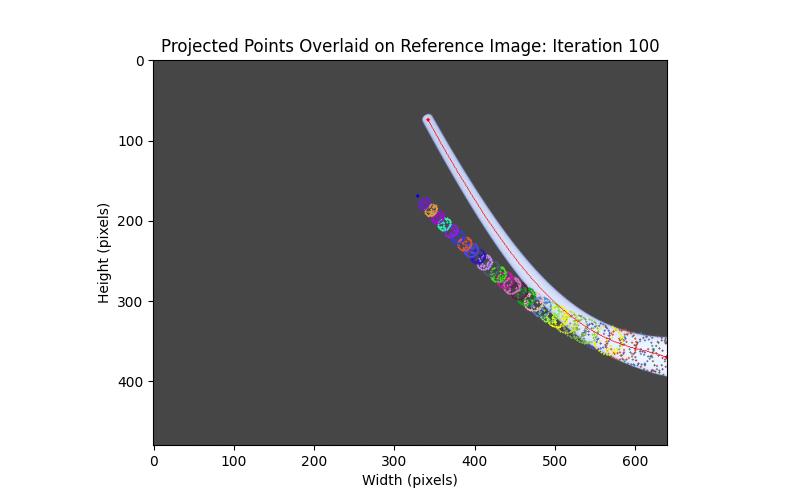 Projected Points Overlaid on Reference Image: Iteration 100
0
100
200
300
400
Height (pixels)
0 100 200 300 400 500 600
Width (pixels)